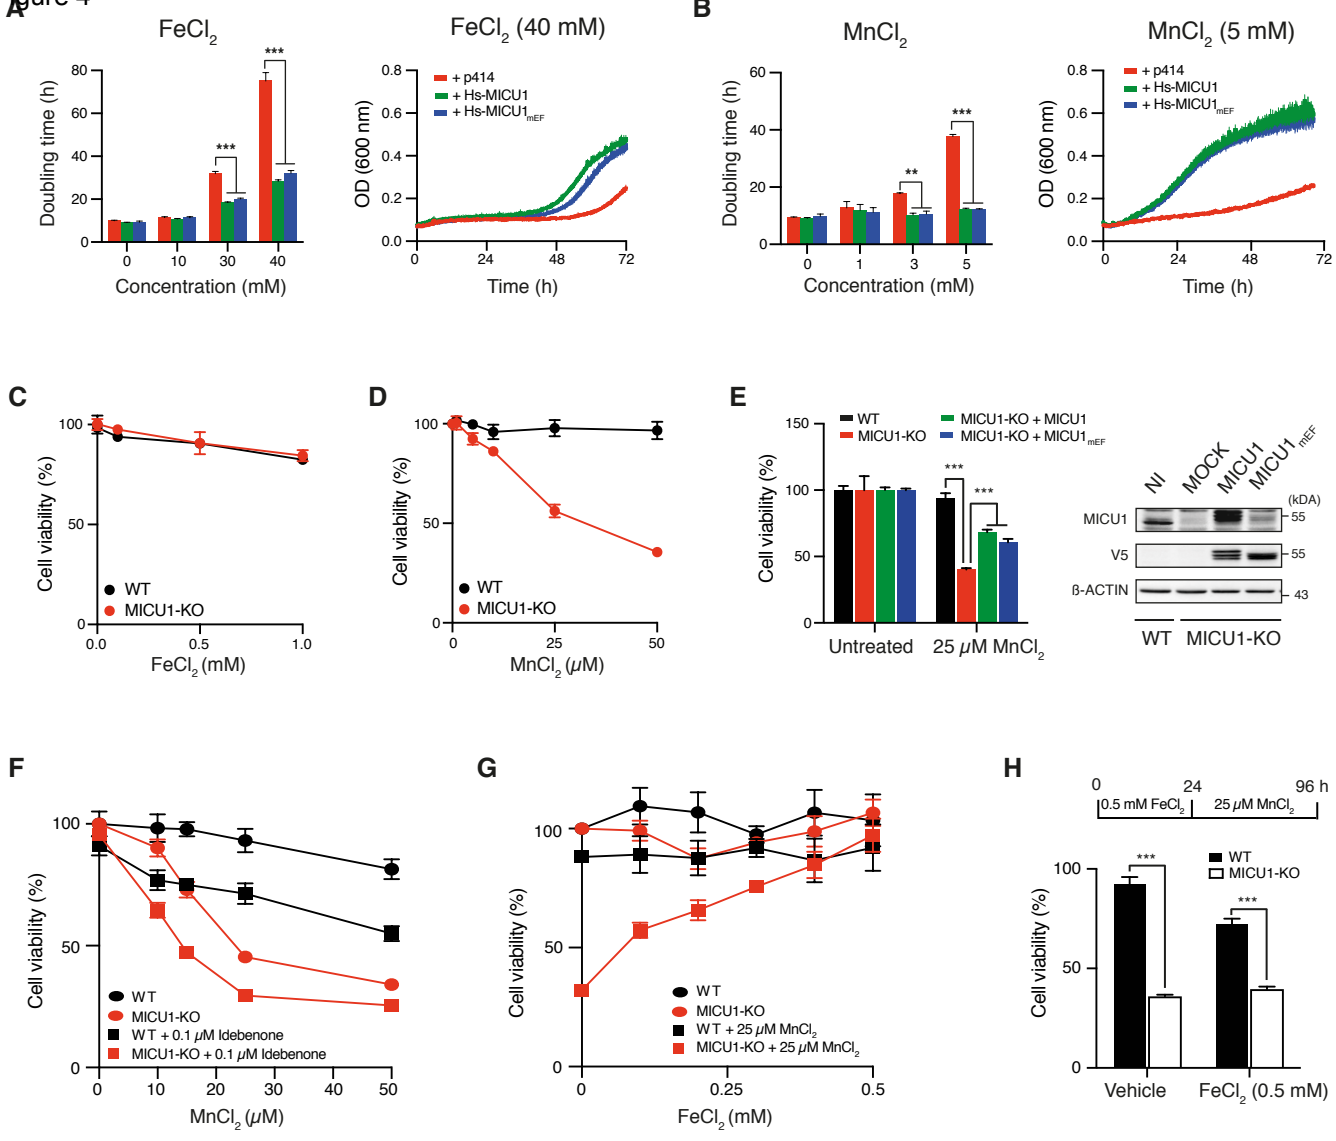 gure 4
A
FeCl2
FeCl2 (40 mM)
Doubling time (h)
80
60
40
20
0
***
***
0 10 30 40
Concentration (mM)
OD (600 nm)
0.8
0.6
0.4
0.2
0.0
+ p414
+ Hs-MICU1
+ Hs-MICU1mEF
0 24 48 72
Time (h)
B
MnCl2
MnCl2 (5 mM)
Doubling time (h)
60
40
20
0
**
***
0 1 3 5
Concentration (mM)
OD (600 nm)
0.8
0.6
0.4
0.2
0.0
+ p414
+ Hs-MICU1
+ Hs-MICU1mEF
0 24 48 72
Time (h)
C
Cell viability (%)
100
50
0
WT
MICU1-KO
0.0 0.5 1.0
FeCl2 (mM)
D
Cell viability (%)
100
50
0
WT
MICU1-KO
0 25 50
MnCl2 (µM)
E
Cell viability (%)
150
100
50
0
WT
MICU1-KO
MICU1-KO + MICU1
MICU1-KO + MICU1mEF
***
***
Untreated 25 µM MnCl2
NI MOCK MICU1 MICU1mEF
(kDA)
MICU1 55
V5 55
ß-ACTIN 43
WT MICU1-KO
F
Cell viability (%)
100
50
0
WT
MICU1-KO
WT + 0.1 µM Idebenone
MICU1-KO + 0.1 µM Idebenone
0 10 20 30 40 50
MnCl2 (µM)
G
Cell viability (%)
100
50
0
WT
MICU1-KO
WT + 25 µM MnCl2
MICU1-KO + 25 µM MnCl2
0 0.25 0.5
FeCl2 (mM)
H
0 24 96 h
0.5 mM FeCl2 25 µM MnCl2
Cell viability (%)
100
50
0
WT
MICU1-KO
***
***
Vehicle FeCl2 (0.5 mM)